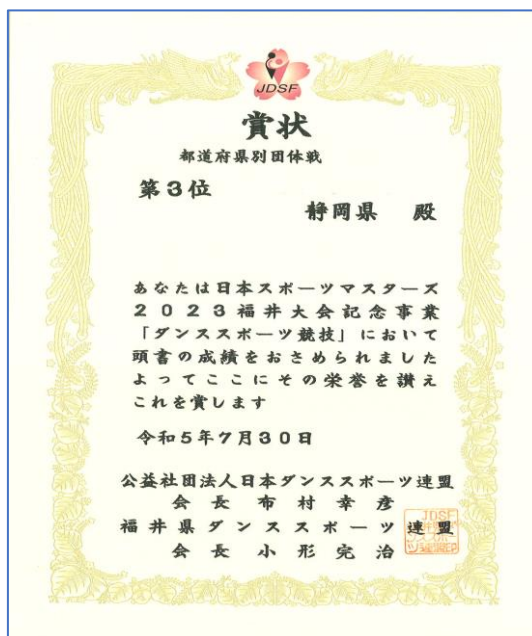 JDSF
賞状
都道府県別団体戦
第3位
静岡県 殿
あなたは日本スポーツマスターズ
2023福井大会記念事業
「ダンススポーツ競技」において
頭書の成績をおさめられました
よってここにその栄誉を讃え
これを賞します
令和5年7月30日
公益社団法人日本ダンススポーツ連盟
会長 布村幸彦
福井県ダンススポーツ連盟
会長 小形完治
JDSF